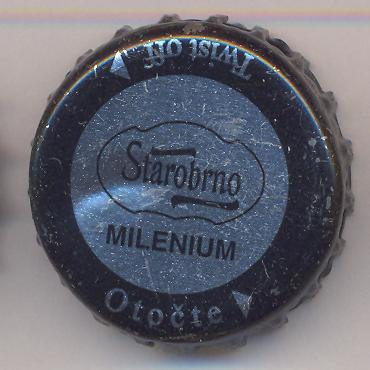 Twist off
Starobrno
MILENIUM
Otočte